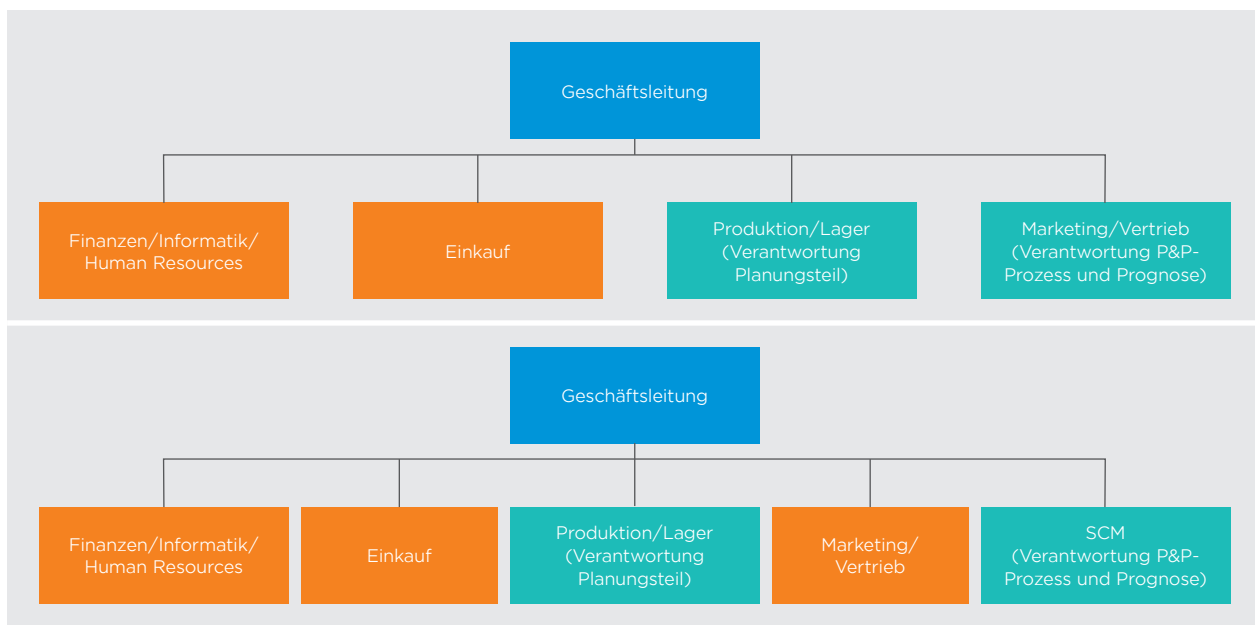 Geschäftsleitung
Finanzen/Informatik/
Human Resources
Einkauf
Produktion/Lager
(Verantwortung
Planungsteil)
Marketing/Vertrieb
(Verantwortung P&P-
Prozess und Prognose)
Geschäftsleitung
Finanzen/Informatik/
Human Resources
Einkauf
Produktion/Lager
(Verantwortung
Planungsteil)
Marketing/
Vertrieb
SCM
(Verantwortung P&P-
Prozess und Prognose)